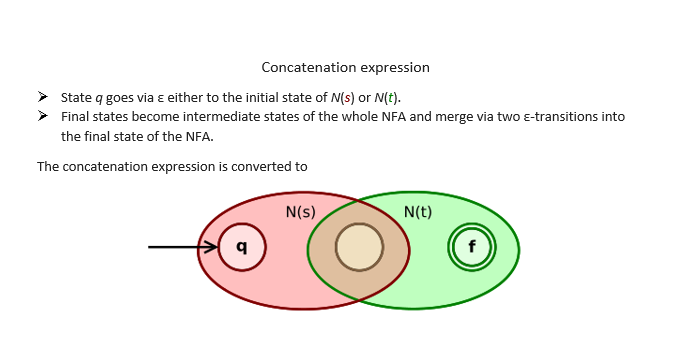 Concatenation expression
➢ State q goes via ε either to the initial state of N(s) or N(t).
➢ Final states become intermediate states of the whole NFA and merge via two ε-transitions into
the final state of the NFA.
The concatenation expression is converted to
N(s) N(t)
q f